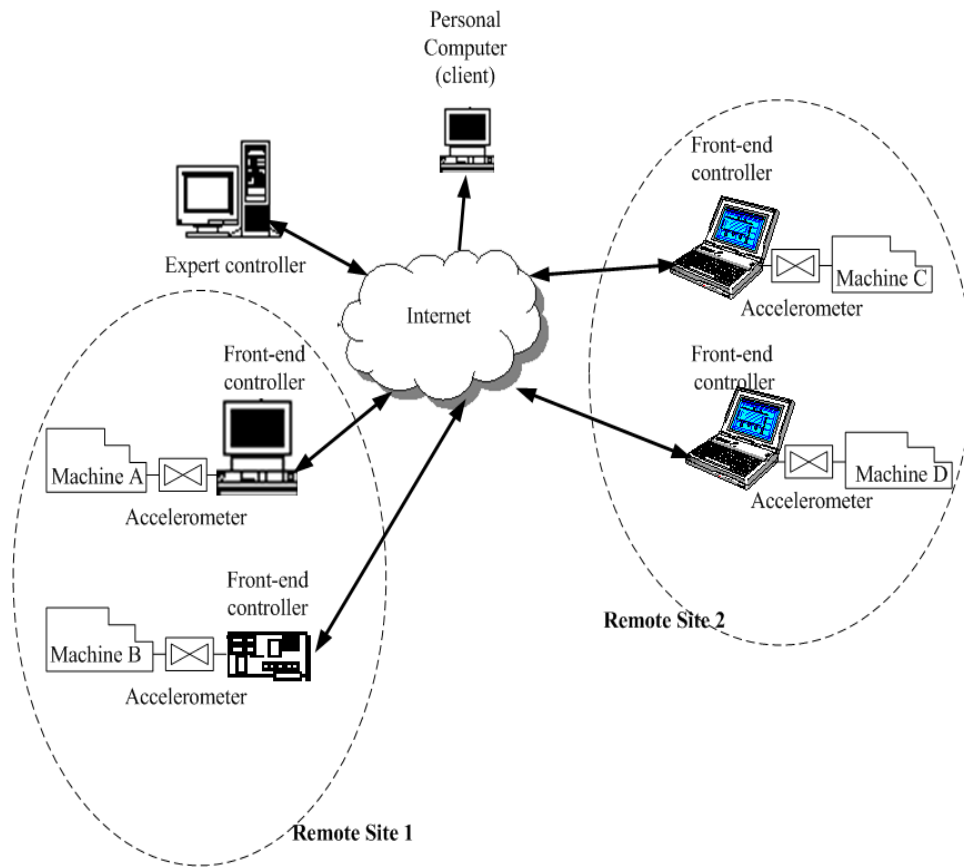 Personal
Computer
(client)
Expert controller
Internet
Front-end
controller
Machine A
Accelerometer
Front-end
controller
Machine B
Accelerometer
Remote Site 1
Front-end
controller
Machine C
Accelerometer
Front-end
controller
Machine D
Accelerometer
Remote Site 2